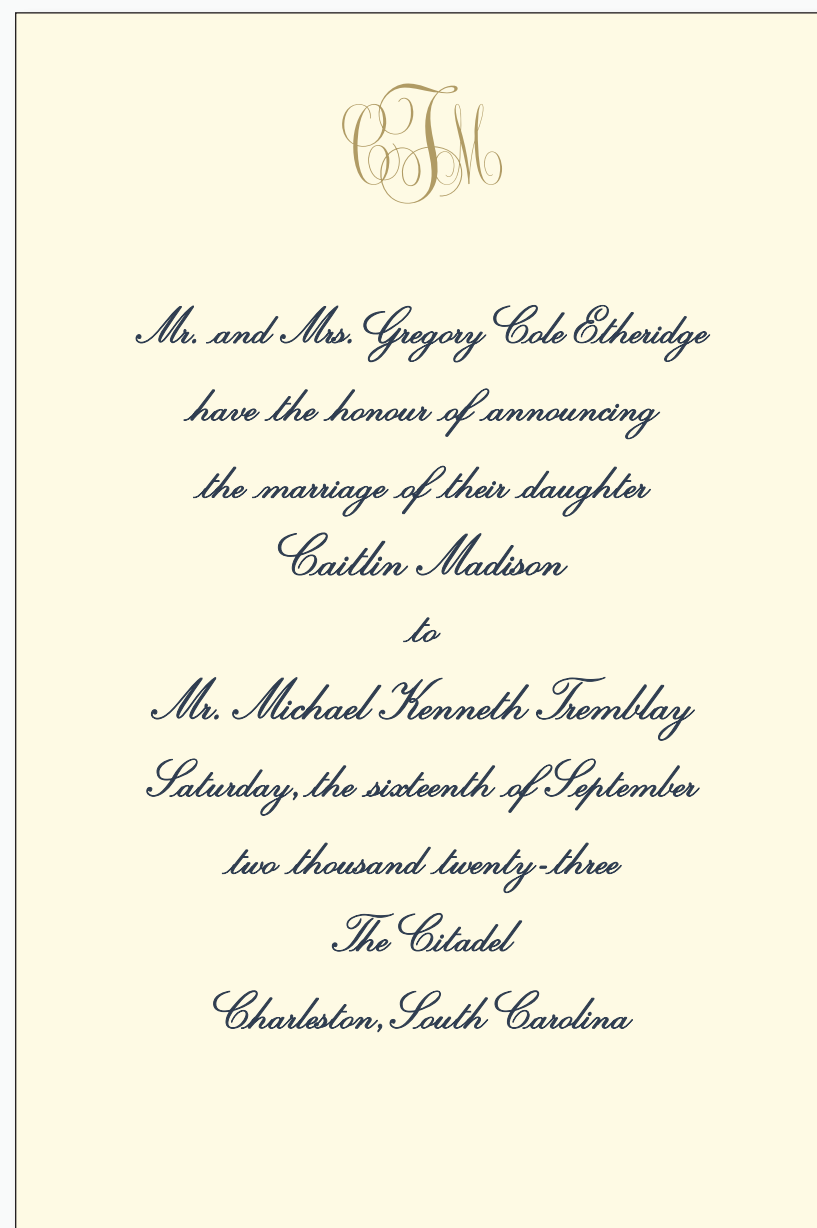 CTM
Mr. and Mrs. Gregory Cole Etheridge
have the honour of announcing
the marriage of their daughter
Caitlin Madison
to
Mr. Michael Kenneth Tremblay
Saturday, the sixteenth of September
two thousand twenty-three
The Citadel
Charleston, South Carolina